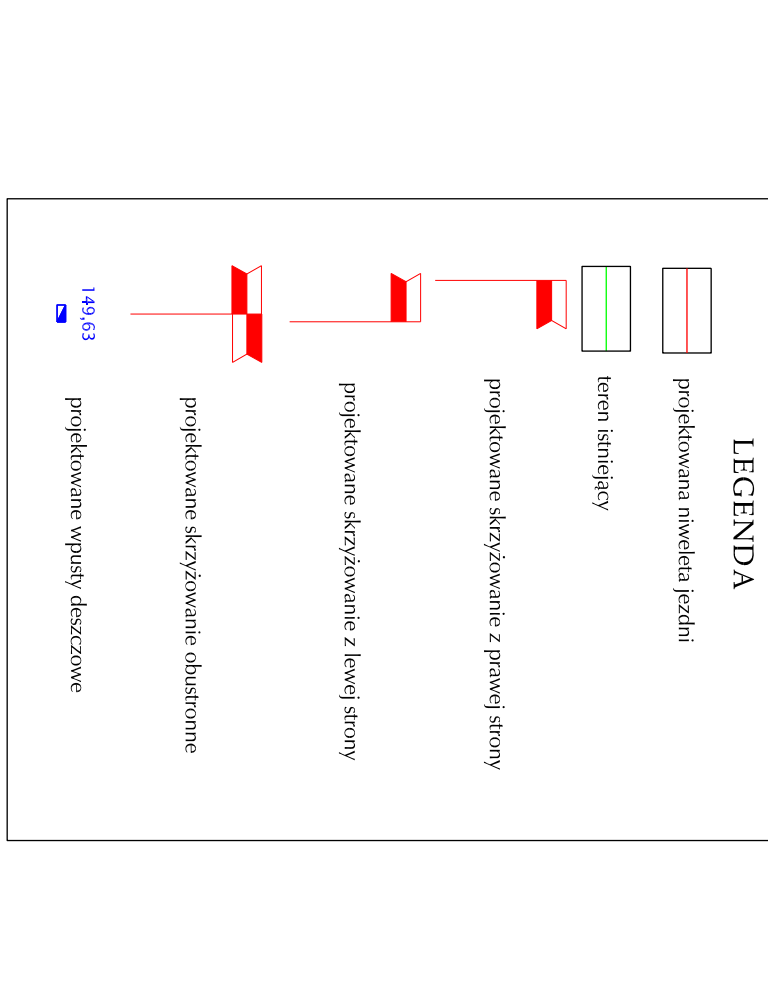 LEGENDA
projektowana niweleta jezdni
teren istniejący
projektowane skrzyżowanie z prawej strony
projektowane skrzyżowanie z lewej strony
projektowane skrzyżowanie obustronne
149,63
projektowane wpusty deszczowe